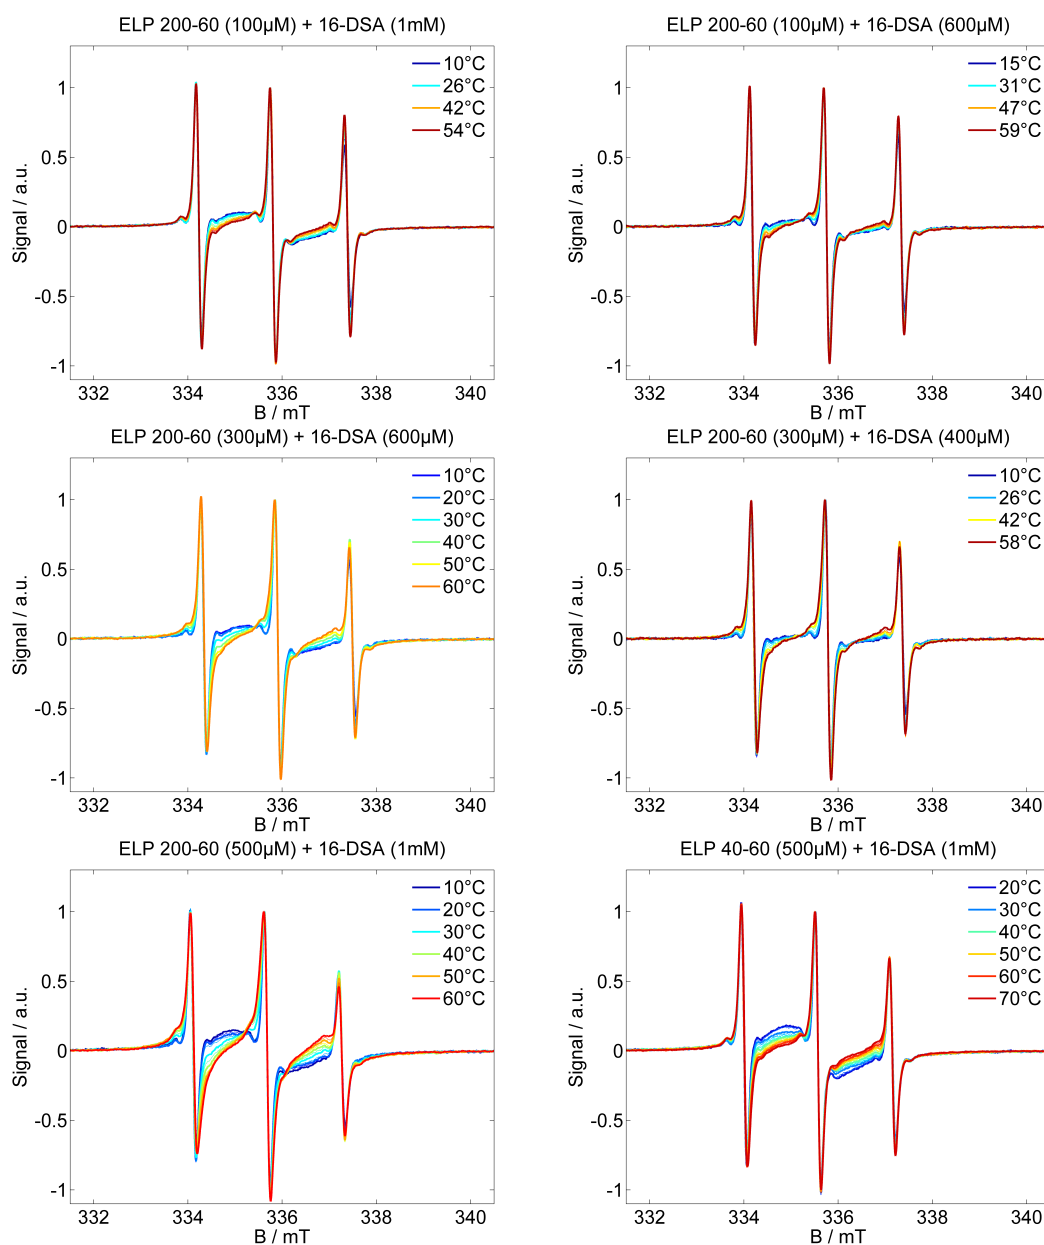 ELP 200-60 (100µM) + 16-DSA (1mM)
10°C
26°C
42°C
54°C
1
0.5
0
-0.5
-1
Signal / a.u.
332
334
336
338
340
B / mT
ELP 200-60 (100µM) + 16-DSA (600µM)
15°C
31°C
47°C
59°C
1
0.5
0
-0.5
-1
Signal / a.u.
332
334
336
338
340
B / mT
ELP 200-60 (300µM) + 16-DSA (600µM)
10°C
20°C
30°C
40°C
50°C
60°C
1
0.5
0
-0.5
-1
Signal / a.u.
332
334
336
338
340
B / mT
ELP 200-60 (300µM) + 16-DSA (400µM)
10°C
26°C
42°C
58°C
1
0.5
0
-0.5
-1
Signal / a.u.
332
334
336
338
340
B / mT
ELP 200-60 (500µM) + 16-DSA (1mM)
10°C
20°C
30°C
40°C
50°C
60°C
1
0.5
0
-0.5
-1
Signal / a.u.
332
334
336
338
340
B / mT
ELP 40-60 (500µM) + 16-DSA (1mM)
20°C
30°C
40°C
50°C
60°C
70°C
1
0.5
0
-0.5
-1
Signal / a.u.
332
334
336
338
340
B / mT